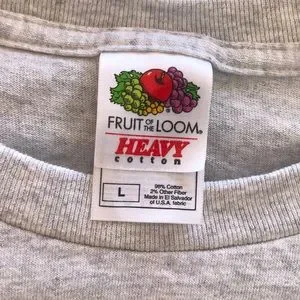 FRUIT OF THE LOOM®
HEAVY
cotton
L
98% Cotton
2% Other Fiber
Made in El Salvador
of U.S.A. fabric